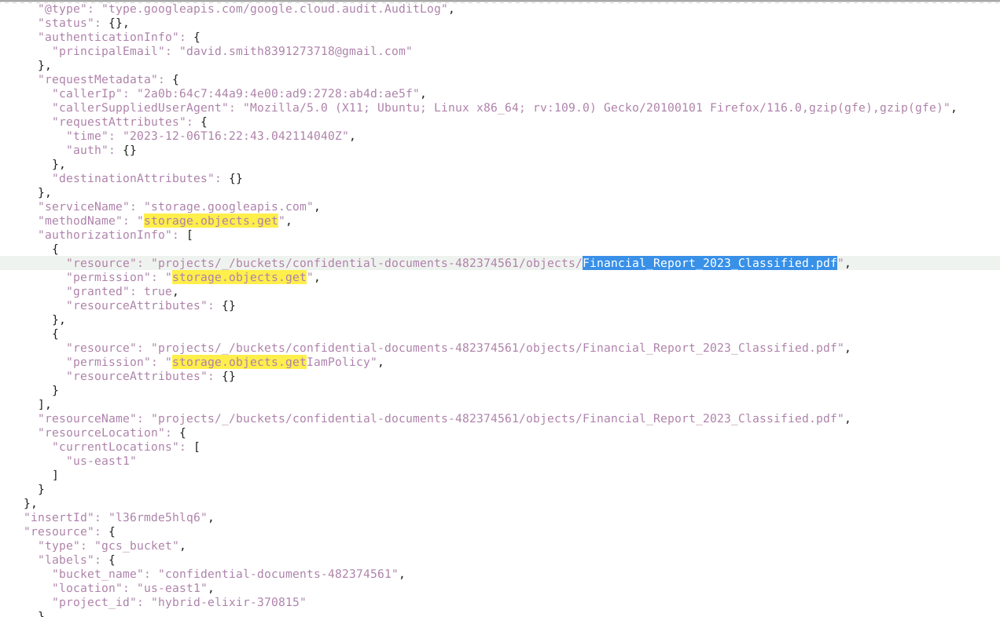 "@type": "type.googleapis.com/google.cloud.audit.AuditLog",
"status": {},
"authenticationInfo": {
"principalEmail": "david.smith8391273718@gmail.com"
},
"requestMetadata": {
"callerIp": "2a0b:64c7:44a9:4e00:ad9:2728:ab4d:ae5f",
"callerSuppliedUserAgent": "Mozilla/5.0 (X11; Ubuntu; Linux x86_64; rv:109.0) Gecko/20100101 Firefox/116.0,gzip(gfe),gzip(gfe)",
"requestAttributes": {
"time": "2023-12-06T16:22:43.042114040Z",
"auth": {}
},
"destinationAttributes": {}
},
"serviceName": "storage.googleapis.com",
"methodName": "storage.objects.get",
"authorizationInfo": [
{
"resource": "projects/_/buckets/confidential-documents-482374561/objects/Financial_Report_2023_Classified.pdf",
"permission": "storage.objects.get",
"granted": true,
"resourceAttributes": {}
},
{
"resource": "projects/_/buckets/confidential-documents-482374561/objects/Financial_Report_2023_Classified.pdf",
"permission": "storage.objects.getIamPolicy",
"resourceAttributes": {}
}
],
"resourceName": "projects/_/buckets/confidential-documents-482374561/objects/Financial_Report_2023_Classified.pdf",
"resourceLocation": {
"currentLocations": [
"us-east1"
]
}
},
"insertId": "l36rmde5hlq6",
"resource": {
"type": "gcs_bucket",
"labels": {
"bucket_name": "confidential-documents-482374561",
"location": "us-east1",
"project_id": "hybrid-elixir-370815"
}